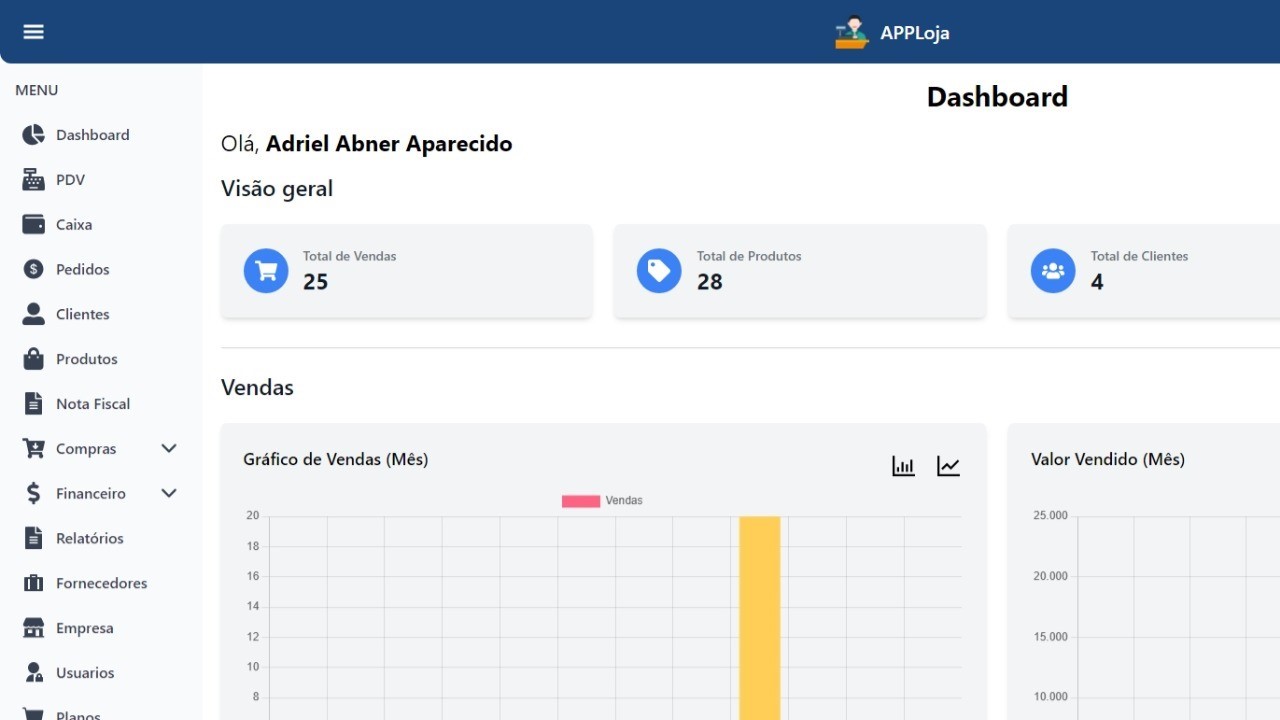 APPLoja
MENU
Dashboard
PDV
Caixa
Pedidos
Clientes
Produtos
Nota Fiscal
Compras
Financeiro
Relatórios
Fornecedores
Empresa
Usuarios
Planos
Dashboard
Olá, Adriel Abner Aparecido
Visão geral
Total de Vendas
25
Total de Produtos
28
Total de Clientes
4
Vendas
Gráfico de Vendas (Mês)
Vendas
20
18
16
14
12
10
8
Valor Vendido (Mês)
25.000
20.000
15.000
10.000